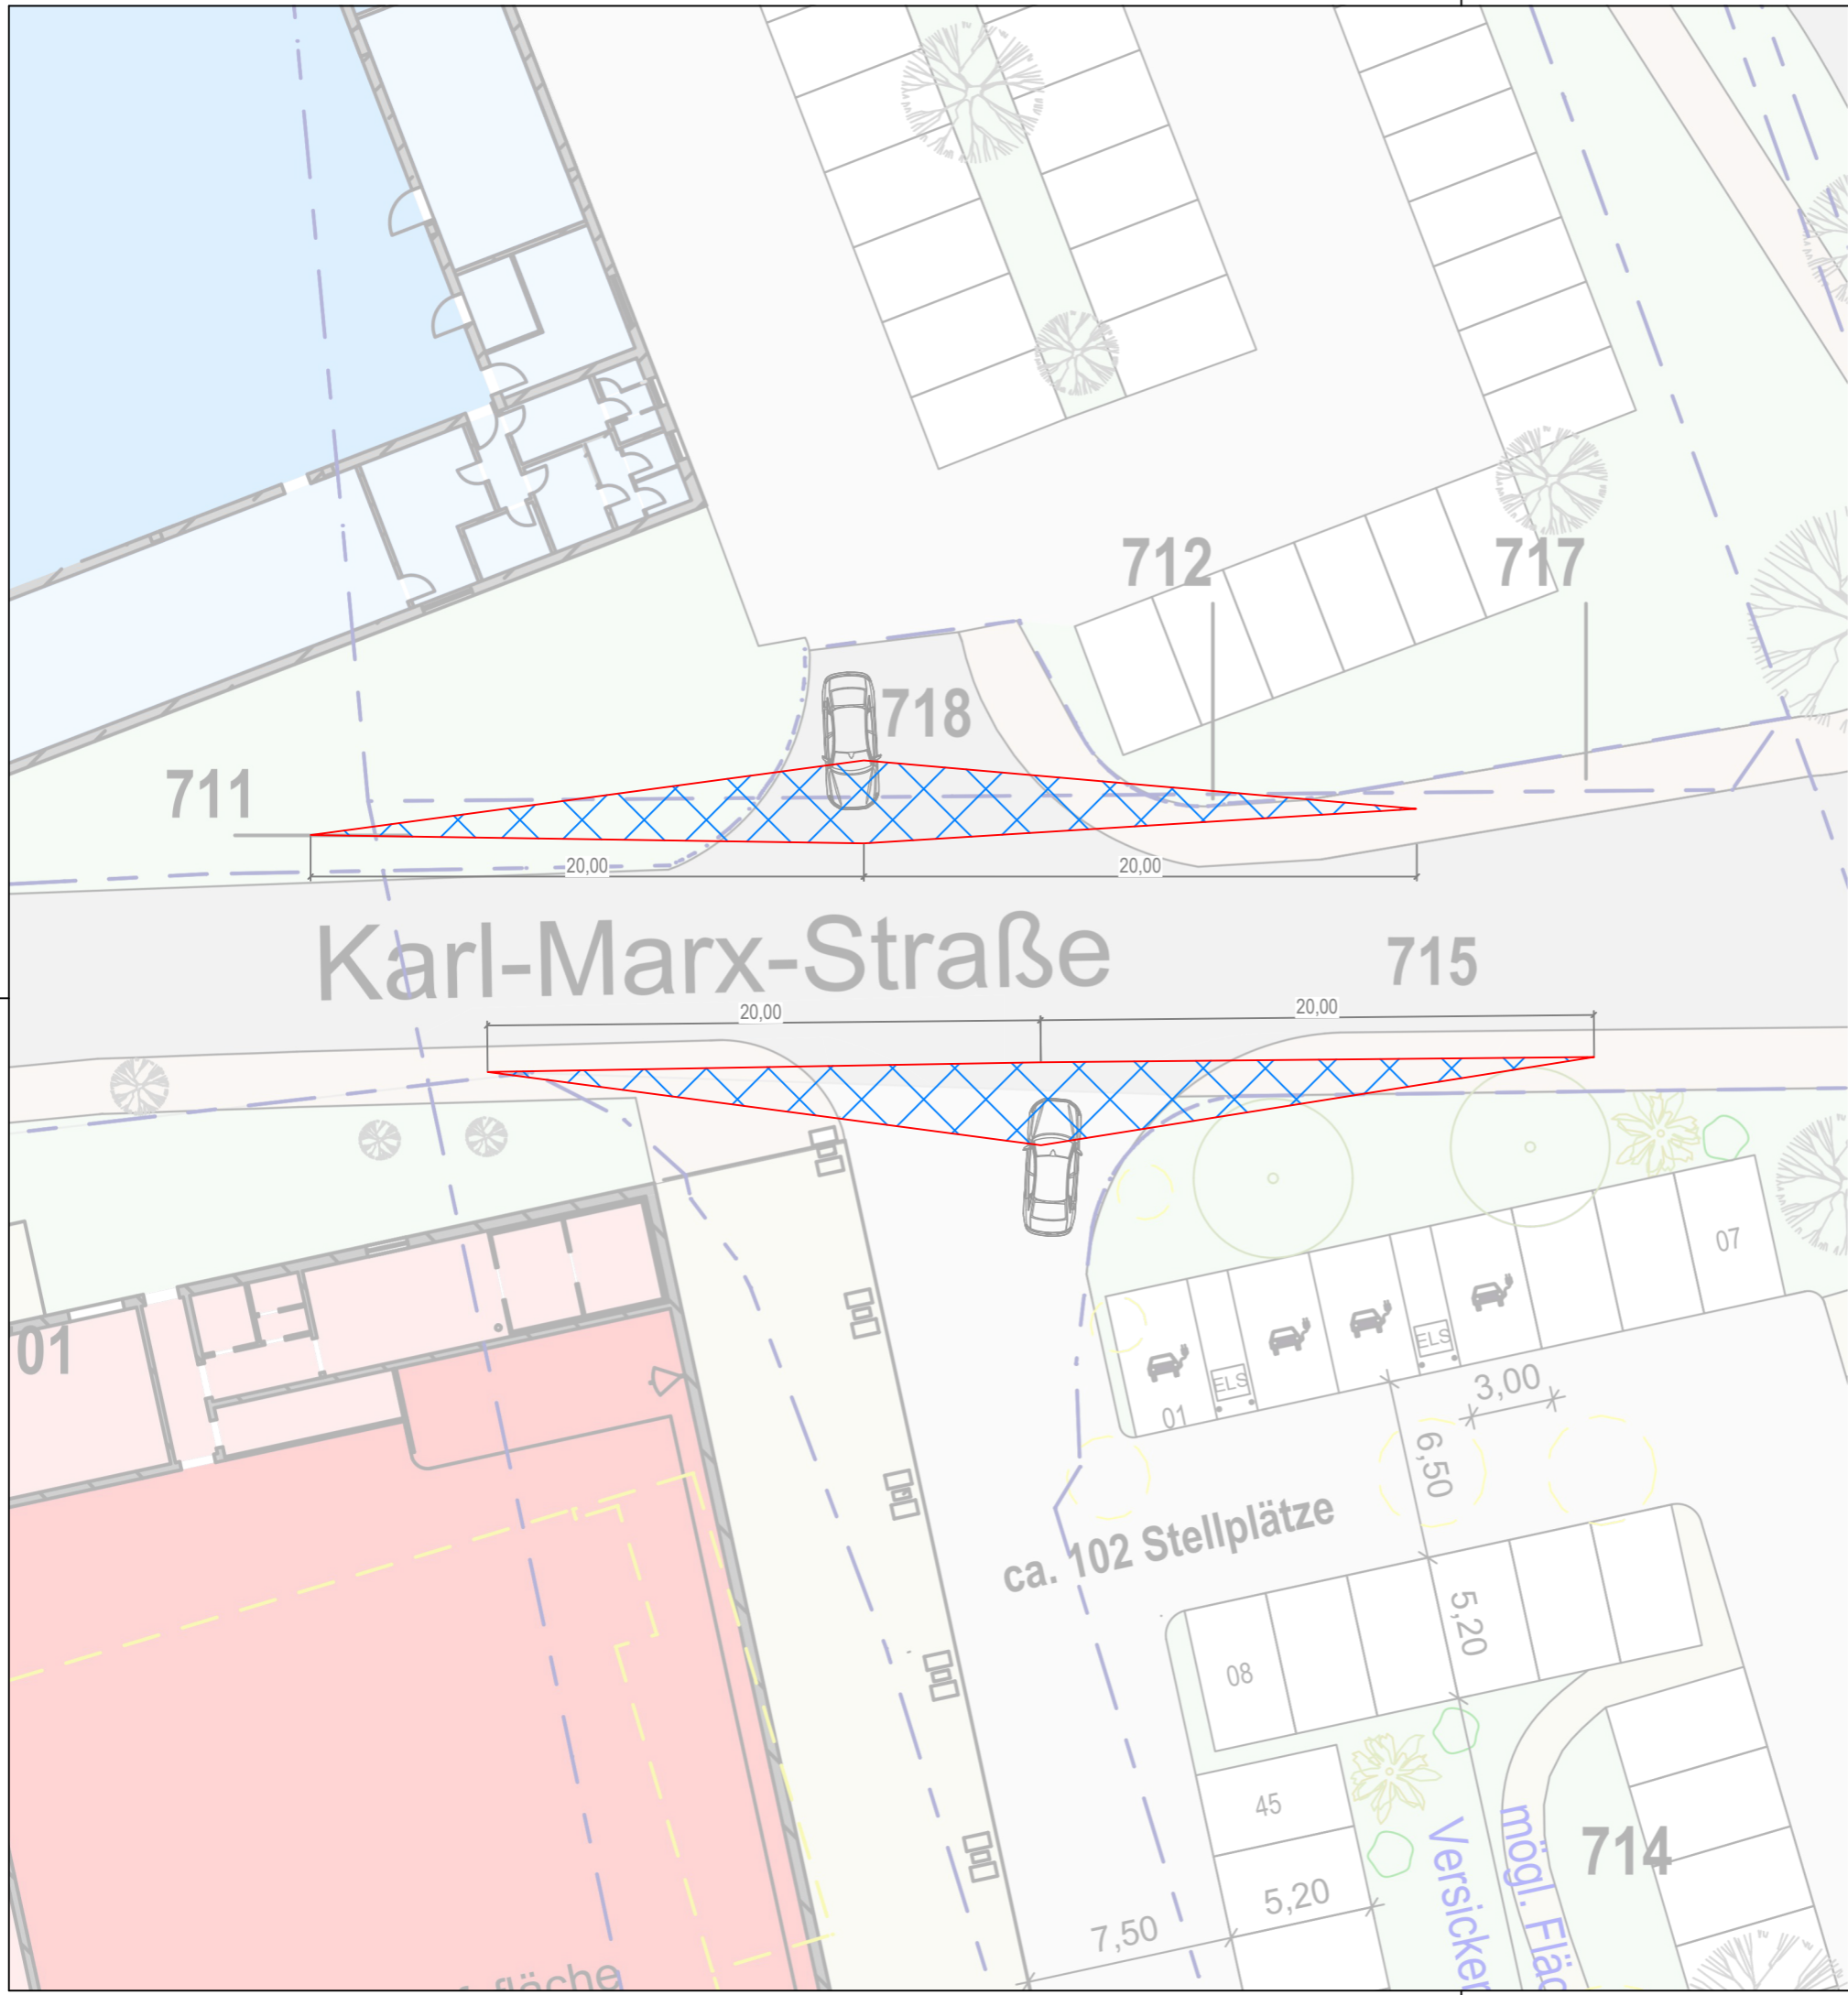 712
717
718
711
20,00
20,00
Karl-Marx-Straße
715
20,00
20,00
07
01
ELS
ELS
01
3,00
6,50
ca. 102 Stellplätze
5,20
08
45
714
5,20
7,50
Versicker
mögl. Fläc
fläche